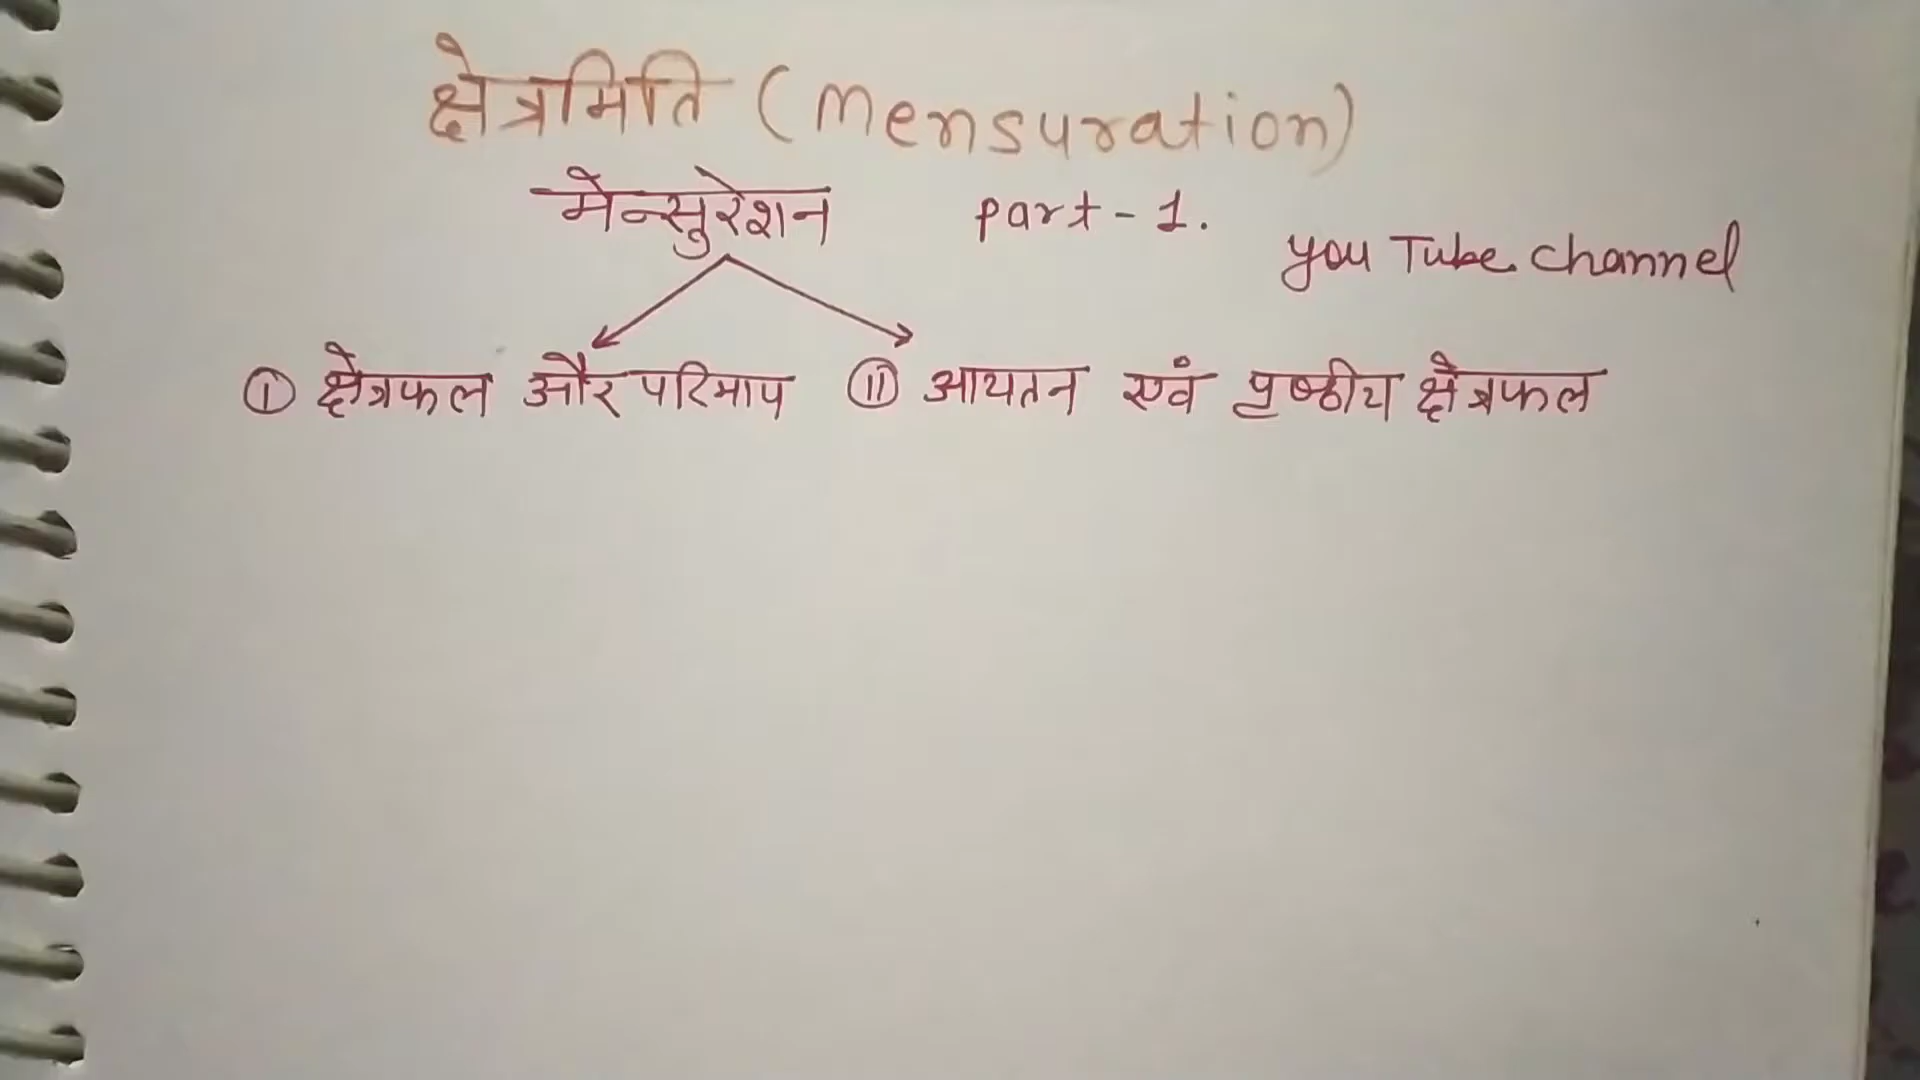 क्षेत्रमिति (Mensuration)
मेन्सुरेशन part - 1.
you Tube channel
① क्षेत्रफल और परिमाप ⑪ आयतन एवं पृष्ठीय क्षेत्रफल